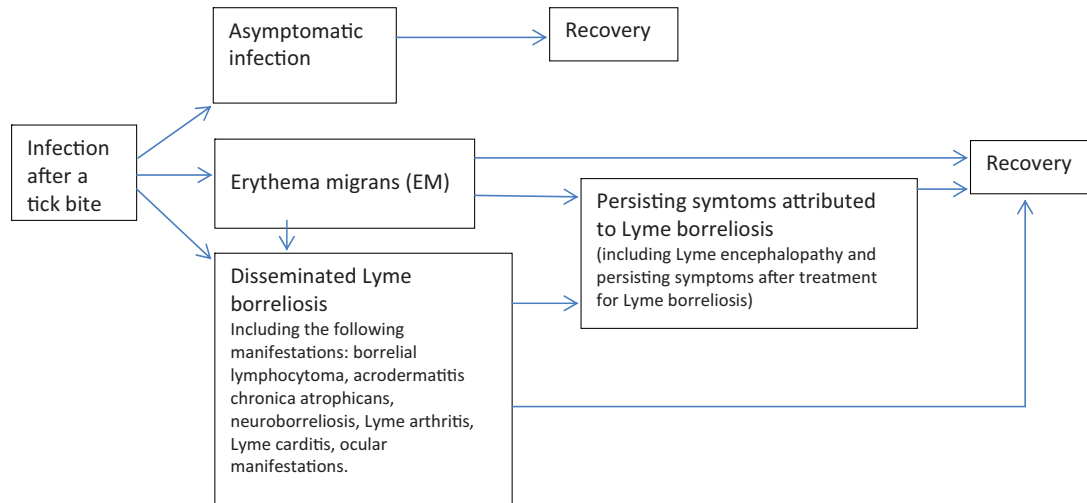 Asymptomatic
infection
Recovery
Infection
after a
tick bite
Erythema migrans (EM)
Recovery
Persisting symtoms attributed
to Lyme borreliosis
(including Lyme encephalopathy and
persisting symptoms after treatment
for Lyme borreliosis)
Disseminated Lyme
borreliosis
Including the following
manifestations: borrelial
lymphocytoma, acrodermatitis
chronica atrophicans,
neuroborreliosis, Lyme arthritis,
Lyme carditis, ocular
manifestations.